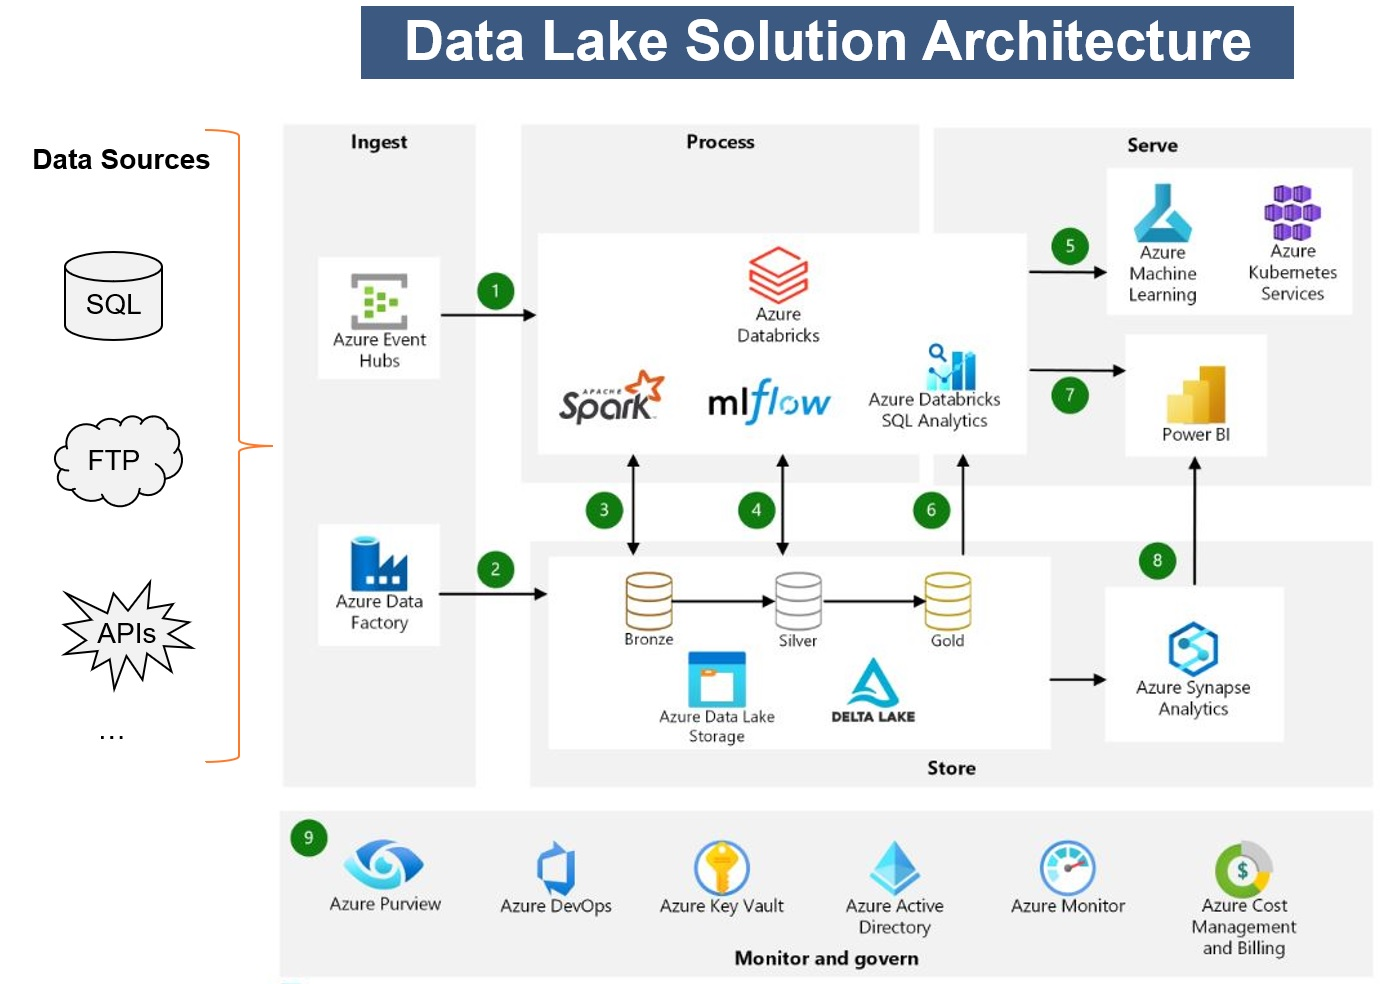 Data Lake Solution Architecture
Data Sources
SQL
FTP
APIs
...
Ingest
Azure Event
Hubs
Azure Data
Factory
1
2
Process
Azure
Databricks
APACHE
Spark
mlflow
Azure Databricks
SQL Analytics
3
4
6
Serve
5
Azure
Machine
Learning
Azure
Kubernetes
Services
7
Power BI
8
Bronze
Silver
Gold
Azure Data Lake
Storage
DELTA LAKE
Azure Synapse
Analytics
Store
9
Azure Purview
Azure DevOps
Azure Key Vault
Azure Active
Directory
Azure Monitor
$
Azure Cost
Management
and Billing
Monitor and govern